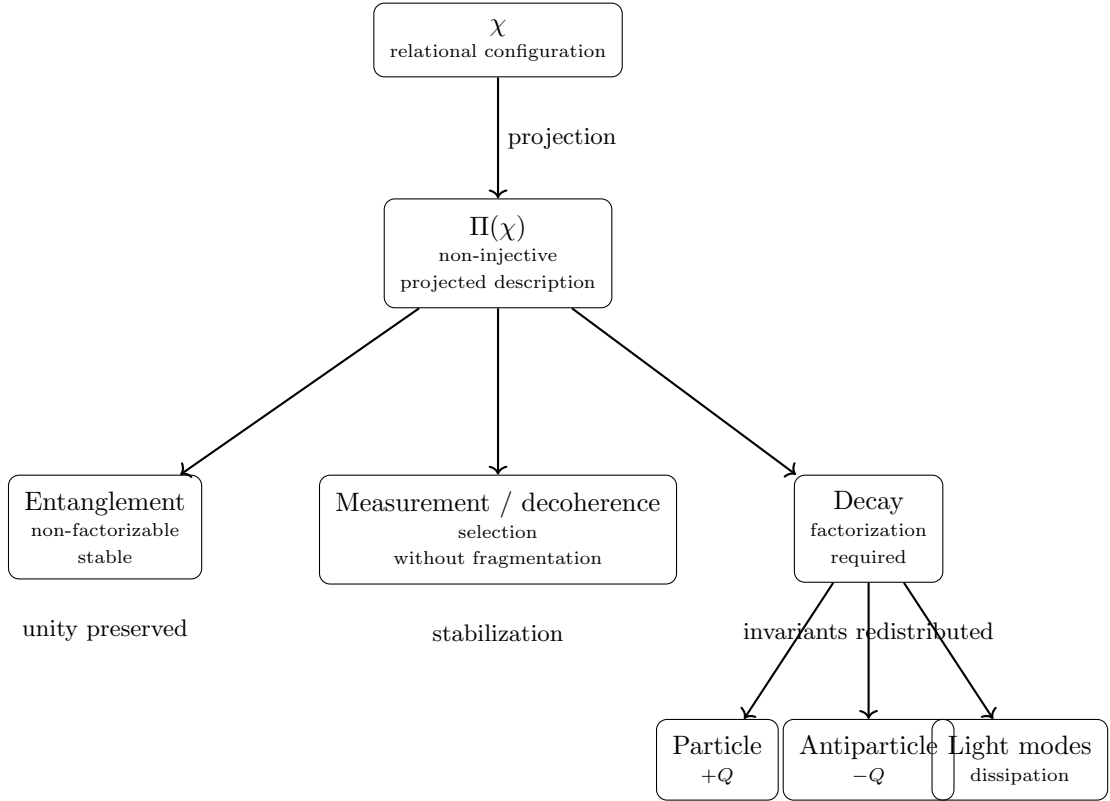 χ
relational configuration
projection
Π(χ)
non-injective
projected description
Entanglement
non-factorizable
stable
Measurement / decoherence
selection
without fragmentation
Decay
factorization
required
unity preserved
stabilization
invariants redistributed
Particle
+Q
Antiparticle
−Q
Light modes
dissipation